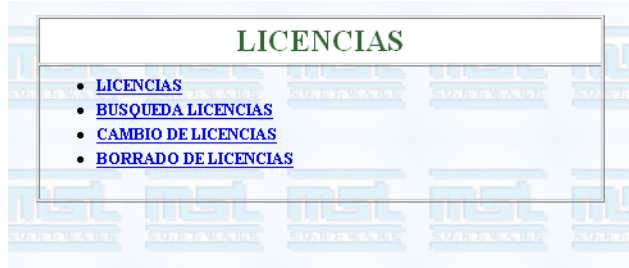 LICENCIAS
LICENCIAS
BUSQUEDA LICENCIAS
CAMBIO DE LICENCIAS
BORRADO DE LICENCIAS